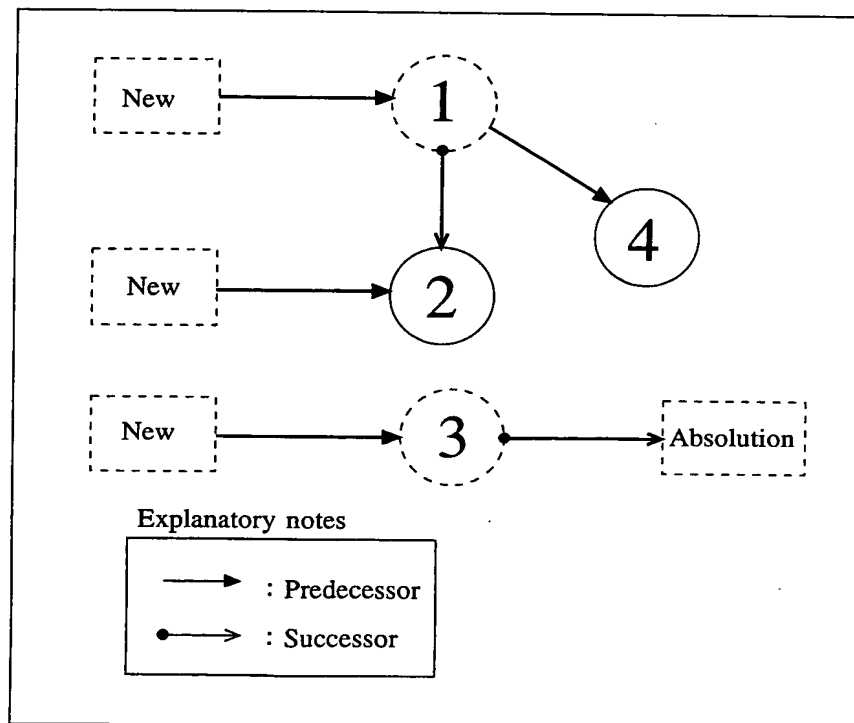 New
1
4
New
2
New
3
Absolution
Explanatory notes
: Predecessor
: Successor